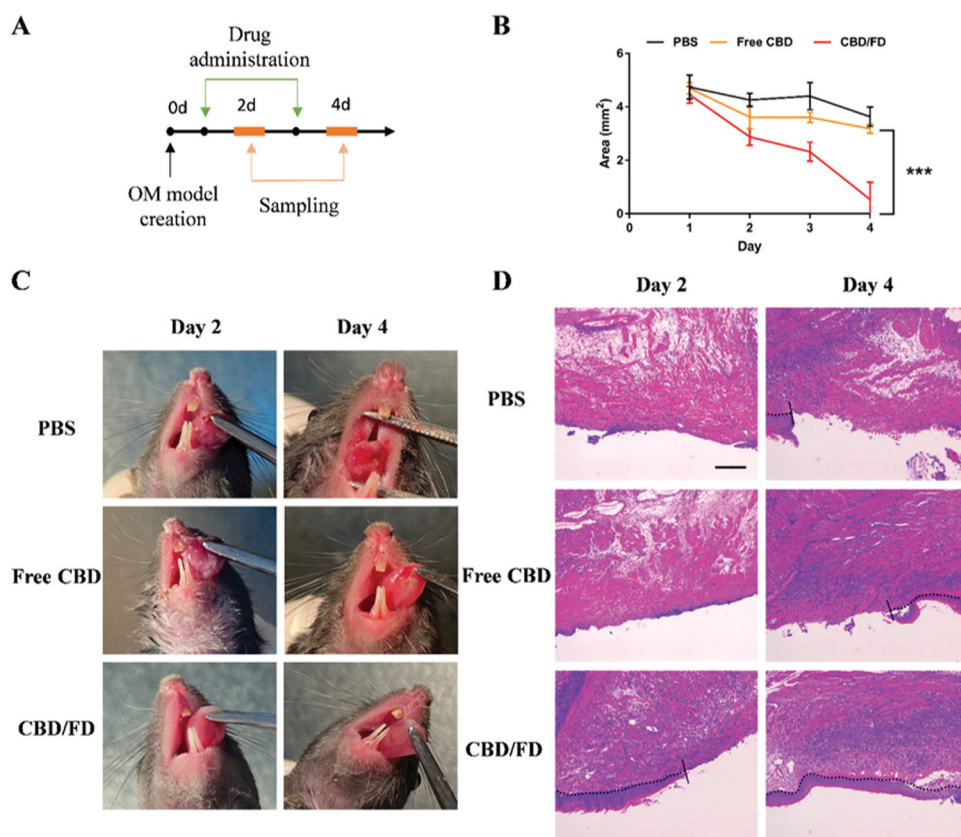 A
Drug
administration
0d
2d
4d
OM model
creation
Sampling
B
PBS
Free CBD
CBD/FD
6
4
2
0
Area (mm²)
0
1
2
3
4
Day
***
C
Day 2
Day 4
PBS
Free CBD
CBD/FD
D
Day 2
Day 4
PBS
Free CBD
CBD/FD